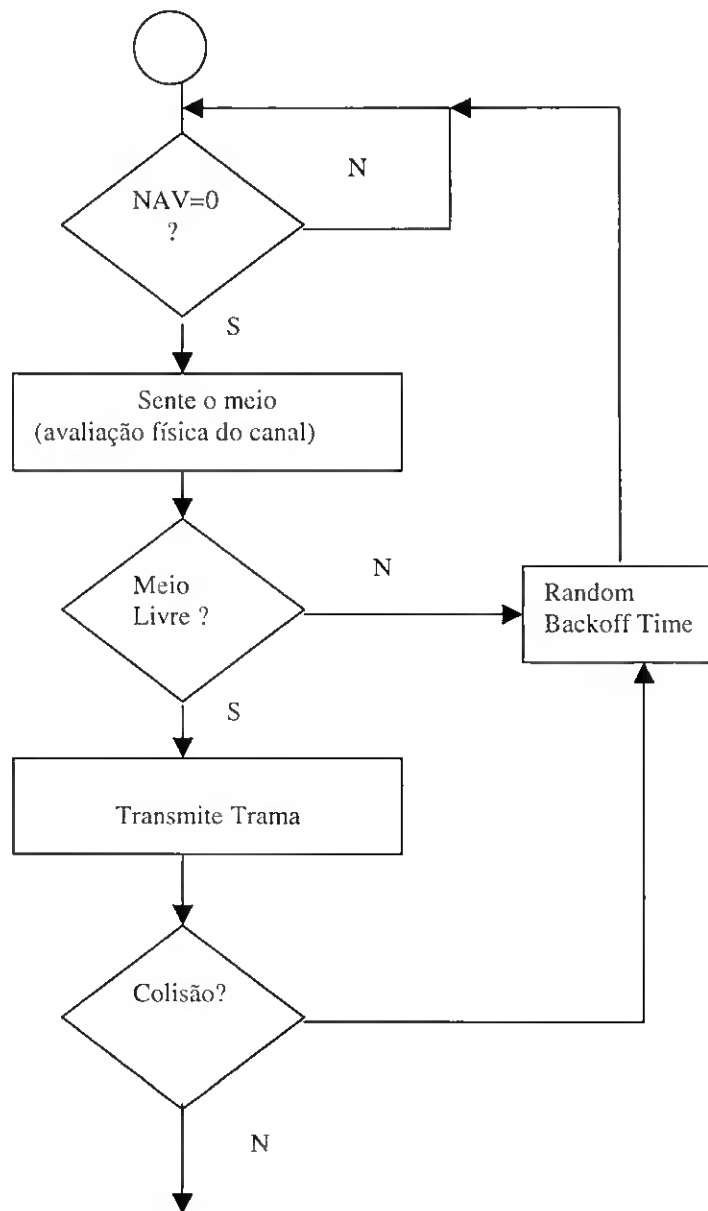 N
NAV=0
?
S
Sente o meio
(avaliação física do canal)
N
Meio
Livre ?
Random
Backoff Time
S
Transmite Trama
Colisão?
N